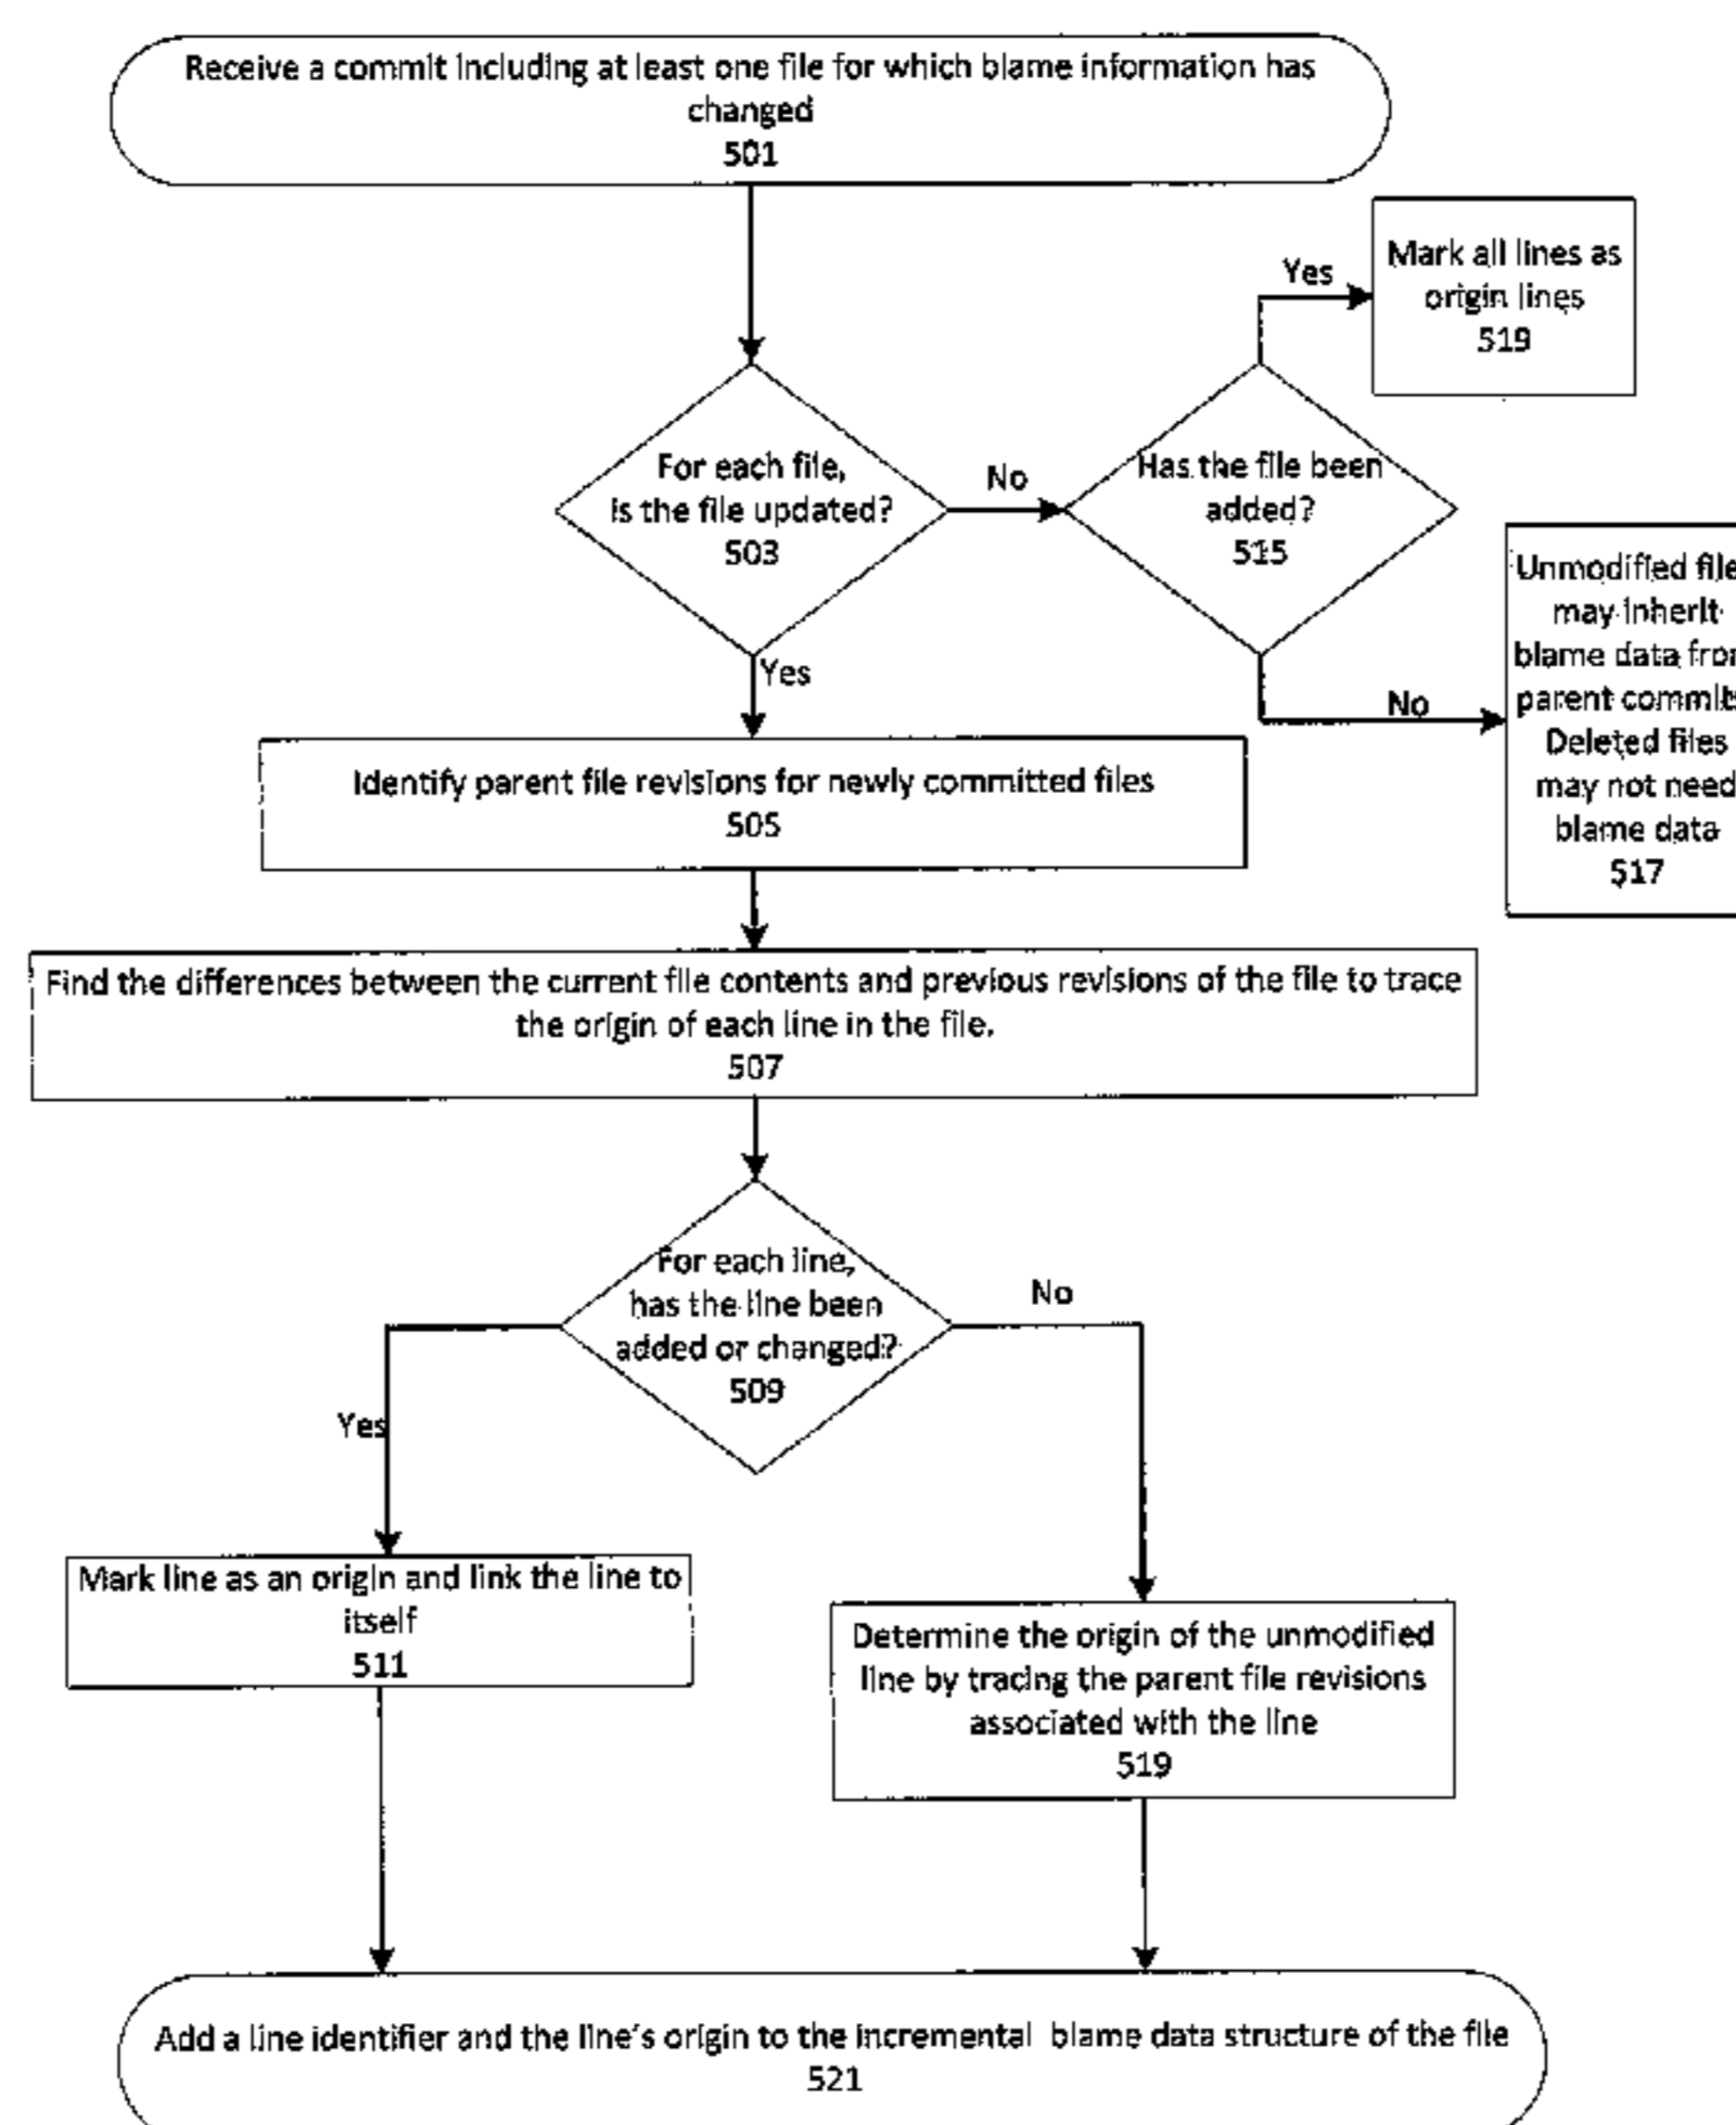 Receive a commit including at least one file for which blame information has
changed
501
Yes
Mark all lines as
origin lines
519
For each file,
is the file updated?
503
No
Has the file been
added?
515
Yes
No
Unmodified file
may inherit
blame data
parent
Deleted files
may not need
blame data
517
Identify parent file revisions for newly committed files
505
Find the differences between the current file contents and previous revisions of the file to trace
the origin of each line in the file.
507
For each line,
has the line been
added or changed?
509
No
Yes
Mark line as an origin and link the line to
itself
511
Determine the origin of the unmodified
line by tracing the parent file revisions
associated with the line
519
Add a line identifier and the line's origin to the incremental blame data structure of the file
521